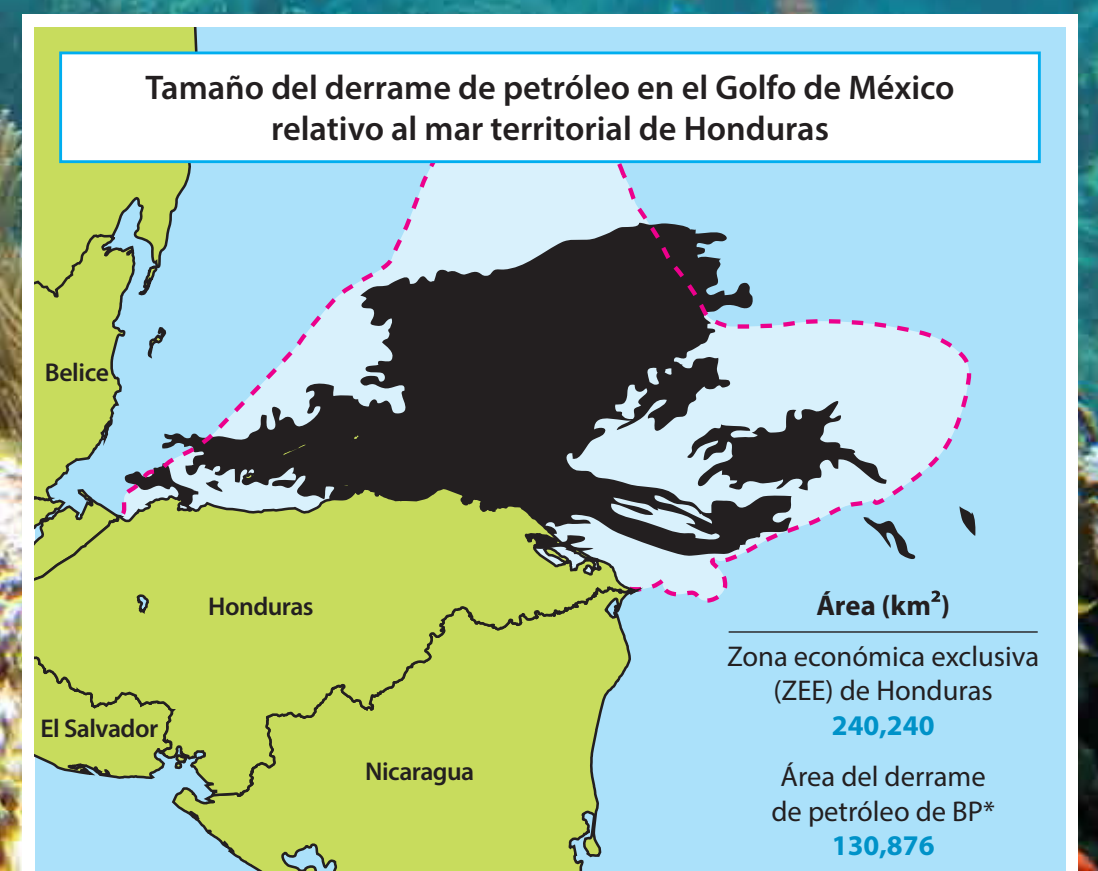 Tamaño del derrame de petróleo en el Golfo de México
relativo al mar territorial de Honduras
Belice
Honduras
El Salvador
Nicaragua
Área (km²)
Zona económica exclusiva
(ZEE) de Honduras
240,240
Área del derrame
de petróleo de BP*
130,876